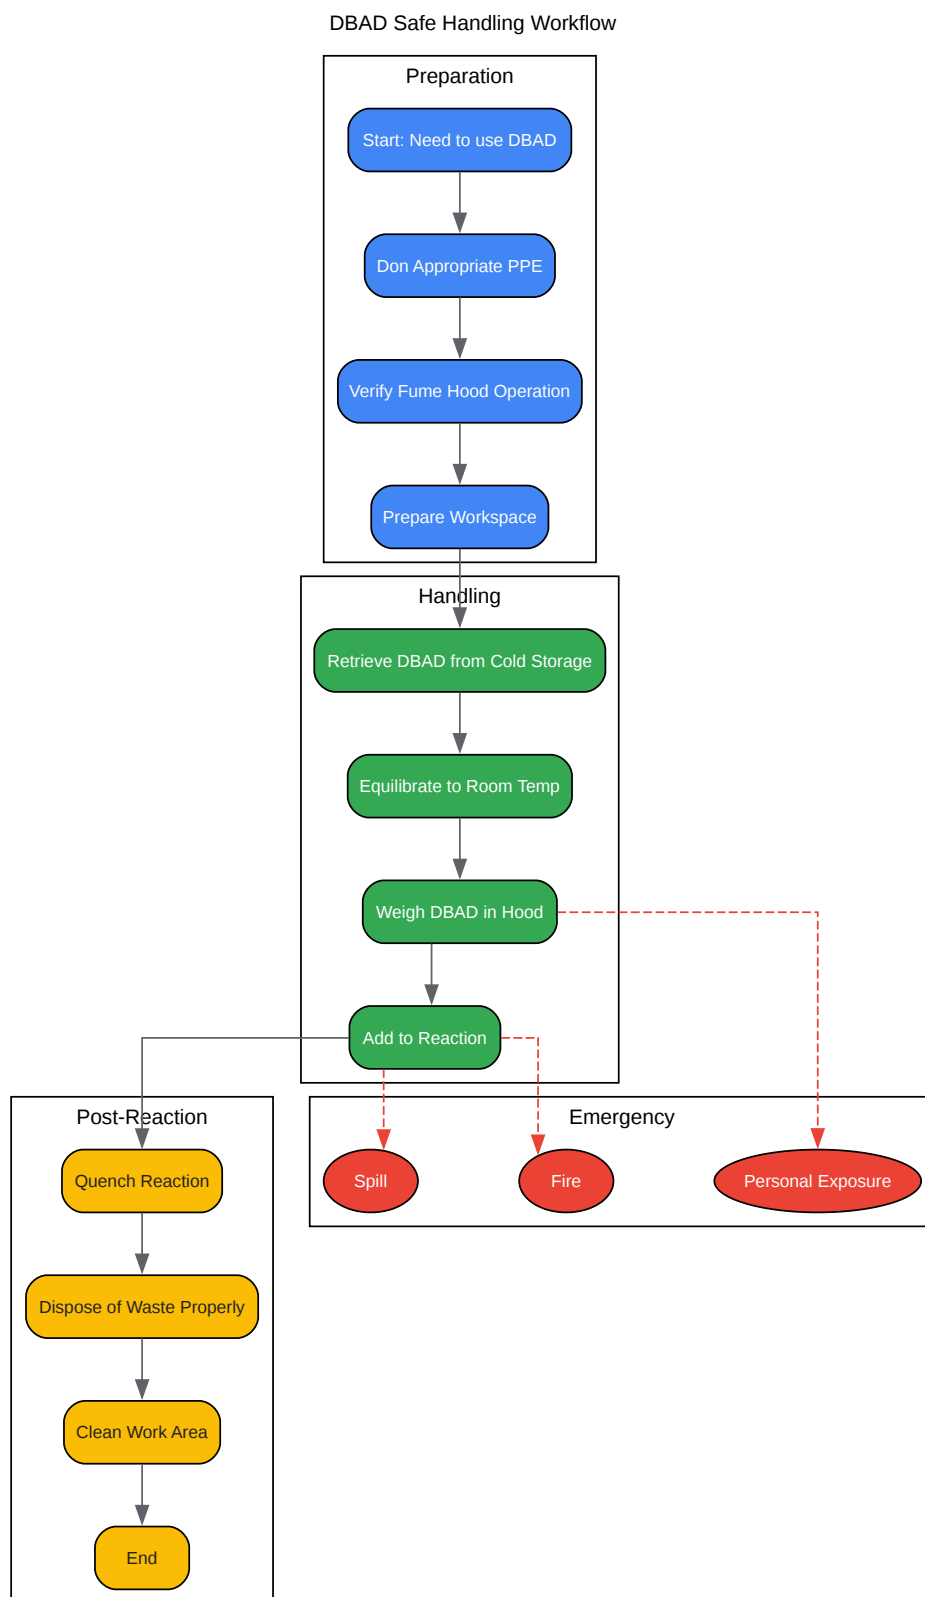 DBAD Safe Handling Workflow
Preparation
Start: Need to use DBAD
Don Appropriate PPE
Verify Fume Hood Operation
Prepare Workspace
Handling
Retrieve DBAD from Cold Storage
Equilibrate to Room Temp
Weigh DBAD in Hood
Add to Reaction
Post-Reaction
Quench Reaction
Dispose of Waste Properly
Clean Work Area
End
Emergency
Spill
Fire
Personal Exposure